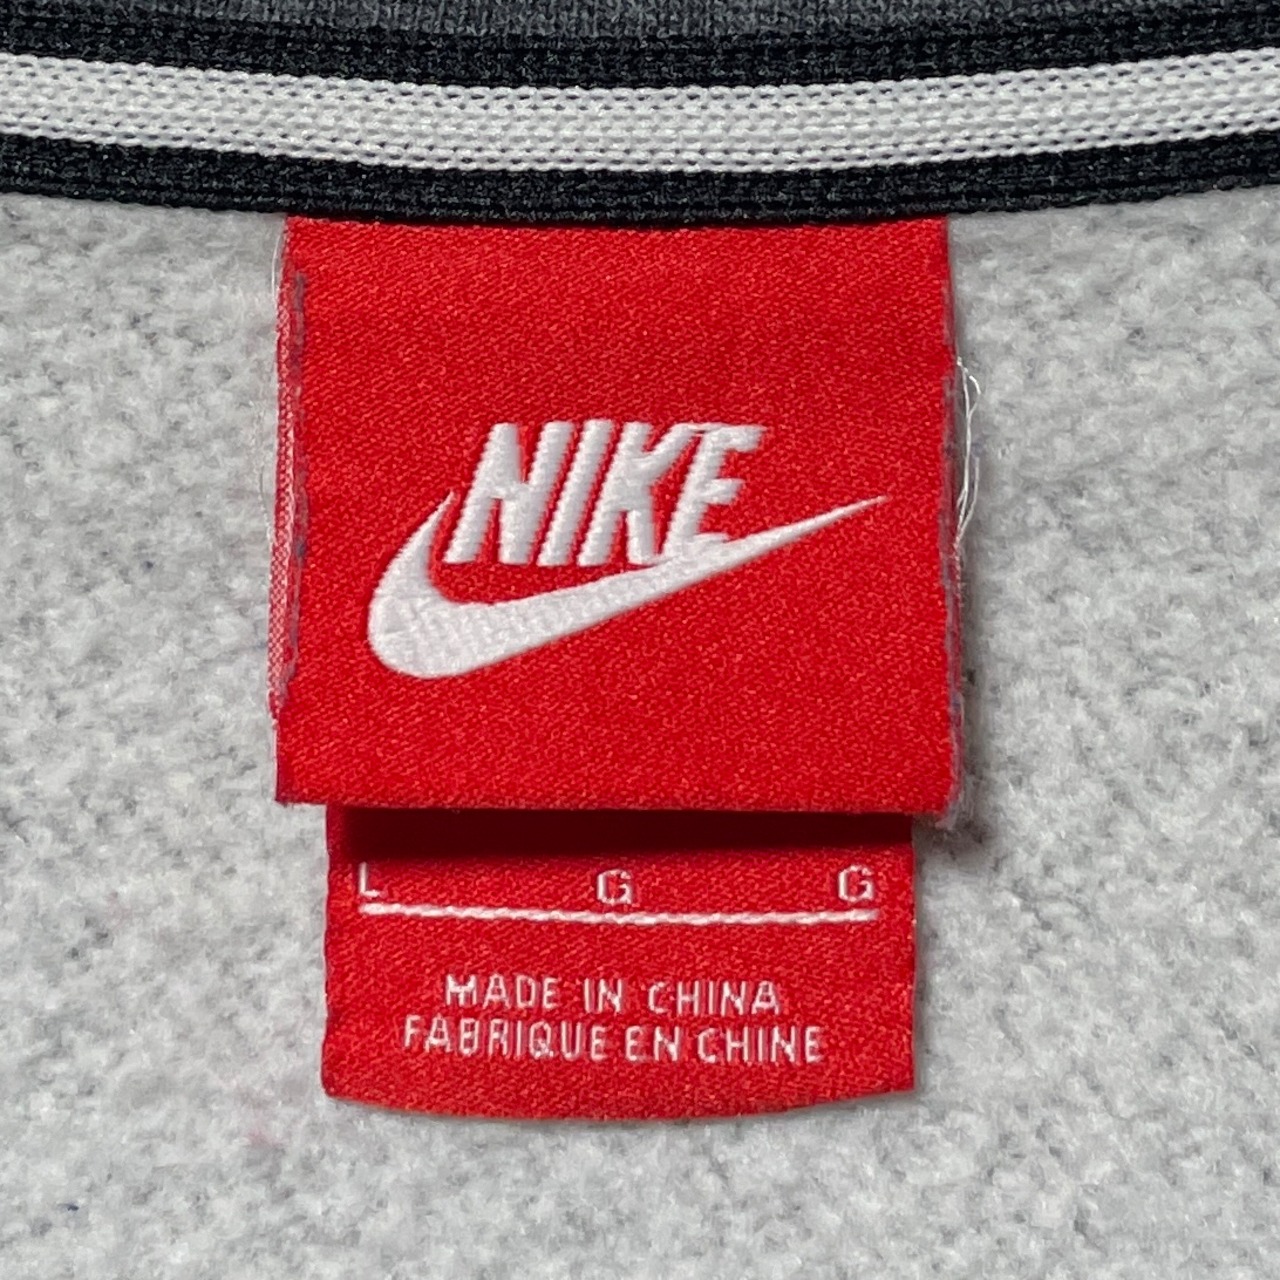 NIKE
L G G
MADE IN CHINA
FABRIQUE EN CHINE